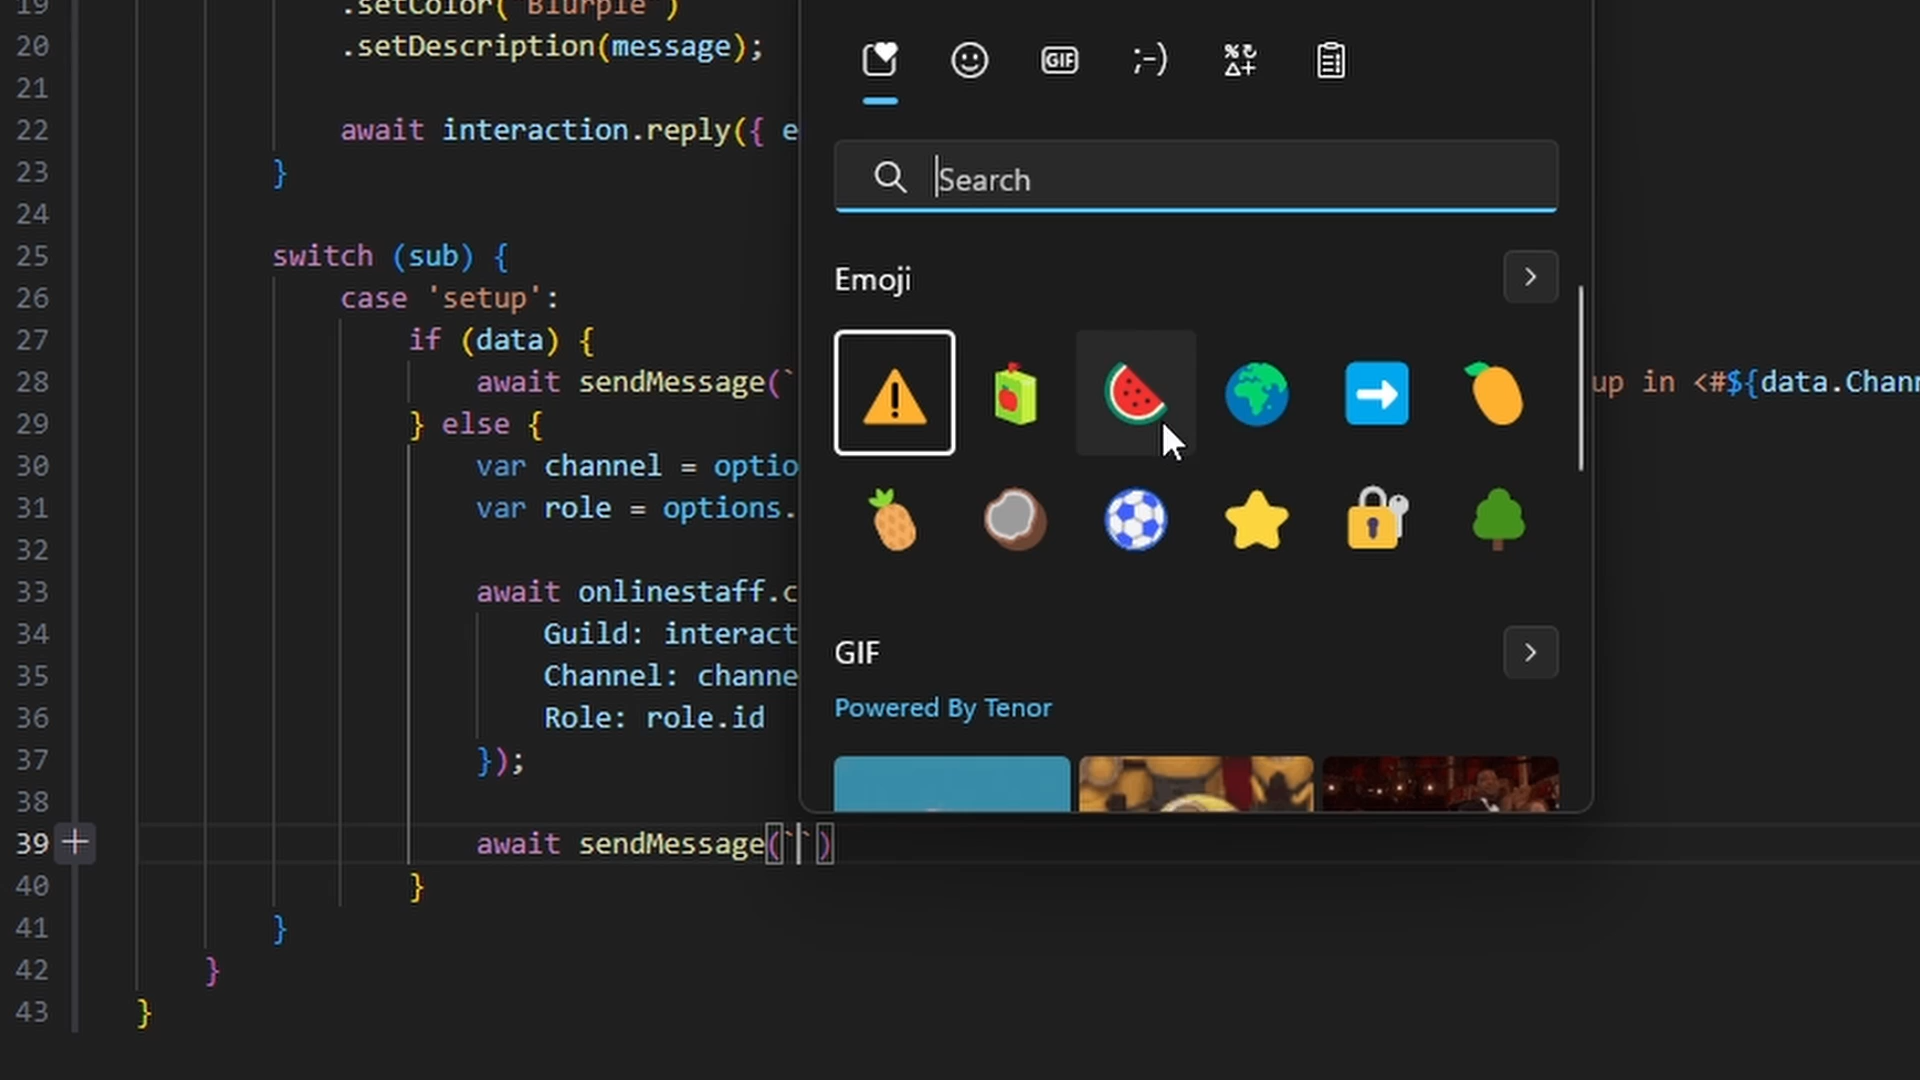 19 .setColor("Blurple")
20 .setDescription(message);
21
22 await interaction.reply({ e
23 }
24
25 switch (sub) {
26 case 'setup':
27 if (data) {
28 await sendMessage(` up in <#${data.Chann
29 } else {
30 var channel = optio
31 var role = options.
32
33 await onlinestaff.c
34 Guild: interact
35 Channel: channe
36 Role: role.id
37 });
38
39 await sendMessage(``)
40 }
41 }
42 }
43 }
GIF
;-)
Search
Emoji
GIF
Powered By Tenor